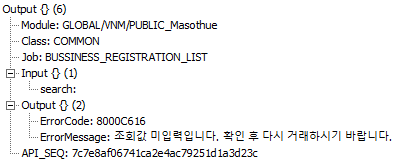 Output {} (6)
Module: GLOBAL/VNM/PUBLIC_Masothue
Class: COMMON
Job: BUSSINESS_REGISTRATION_LIST
Input {} (1)
search:
Output {} (2)
ErrorCode: 8000C616
ErrorMessage: 조회값 미입력입니다. 확인 후 다시 거래하시기 바랍니다.
API_SEQ: 7c7e8af06741ca2e4ac79251d1a3d23c